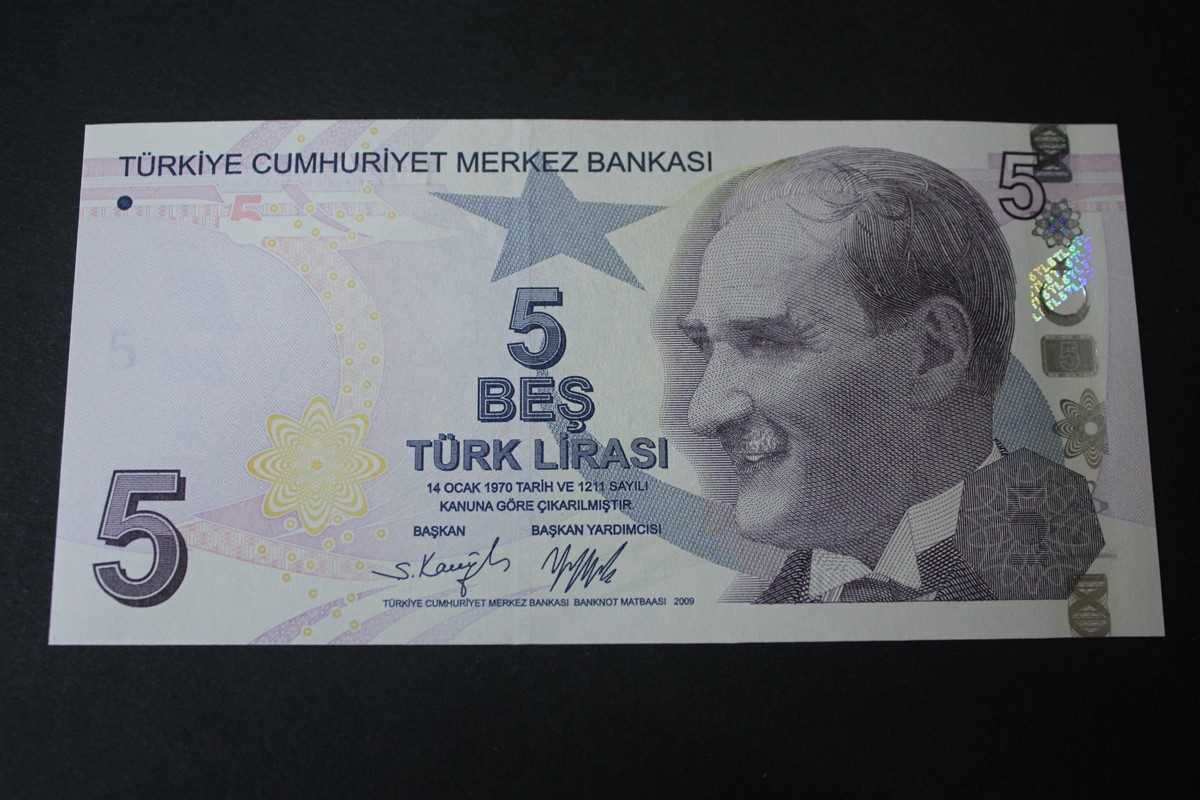 TÜRKİYE CUMHURİYET MERKEZ BANKASI
5
5
5
BEŞ
TÜRK LİRASI
14 OCAK 1970 TARİH VE 1211 SAYILI
KANUNA GÖRE ÇIKARILMIŞTIR.
BAŞKAN BAŞKAN YARDIMCISI
5
TÜRKİYE CUMHURİYET MERKEZ BANKASI BANKNOT MATBAASI 2009